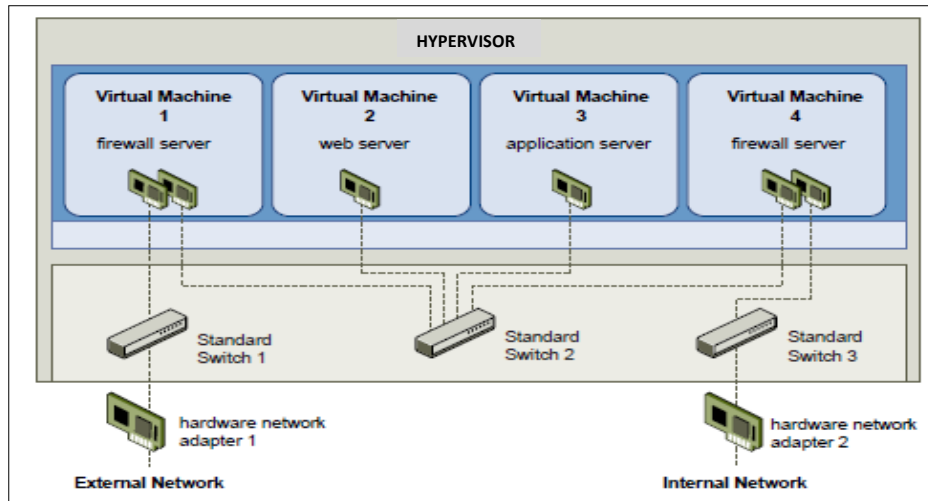 HYPERVISOR
Virtual Machine
1
firewall server
Virtual Machine
2
web server
Virtual Machine
3
application server
Virtual Machine
4
firewall server
Standard
Switch 1
Standard
Switch 2
Standard
Switch 3
hardware network
adapter 1
hardware network
adapter 2
External Network
Internal Network